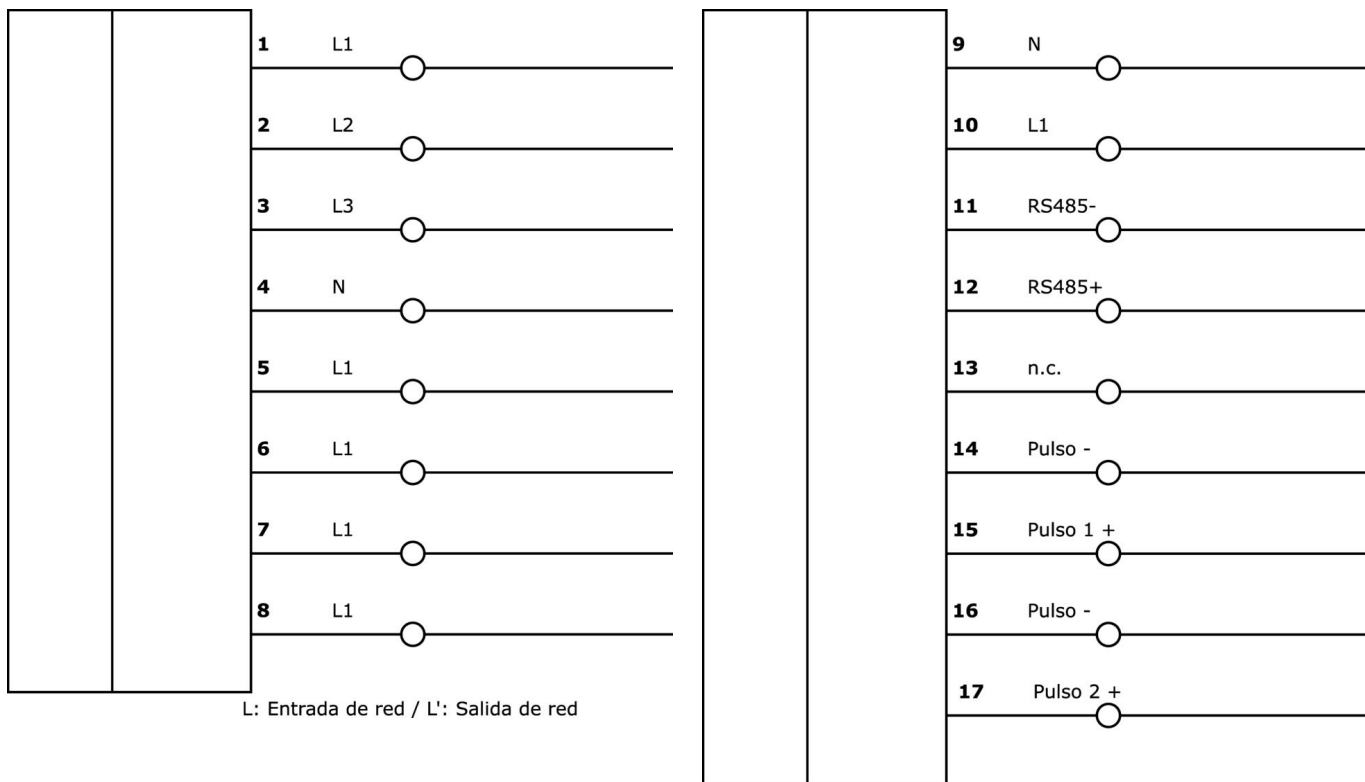 1 L1
2 L2
3 L3
4 N
5 L1
6 L1
7 L1
8 L1
L: Entrada de red / L': Salida de red
9 N
10 L1
11 RS485-
12 RS485+
13 n.c.
14 Pulso -
15 Pulso 1 +
16 Pulso -
17 Pulso 2 +